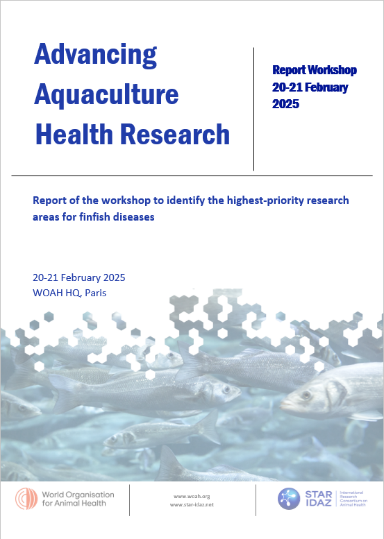 Advancing
Aquaculture
Health Research
Report Workshop
20-21 February
2025
Report of the workshop to identify the highest-priority research
areas for finfish diseases
20-21 February 2025
WOAH HQ, Paris
World Organisation
for Animal Health
www.woah.org
www.star-idaz.net
STAR
IDAZ
International
Research
Consortium on
Animal Health